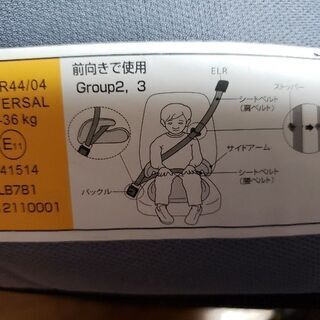 R44/04
ERSAL
-36 kg
E11
41514
LB781
2110001
前向きで使用
Group2, 3
ELR
シートベルト
(肩ベルト)
サイドアーム
シートベルト
(腰ベルト)
バックル
ストッパー